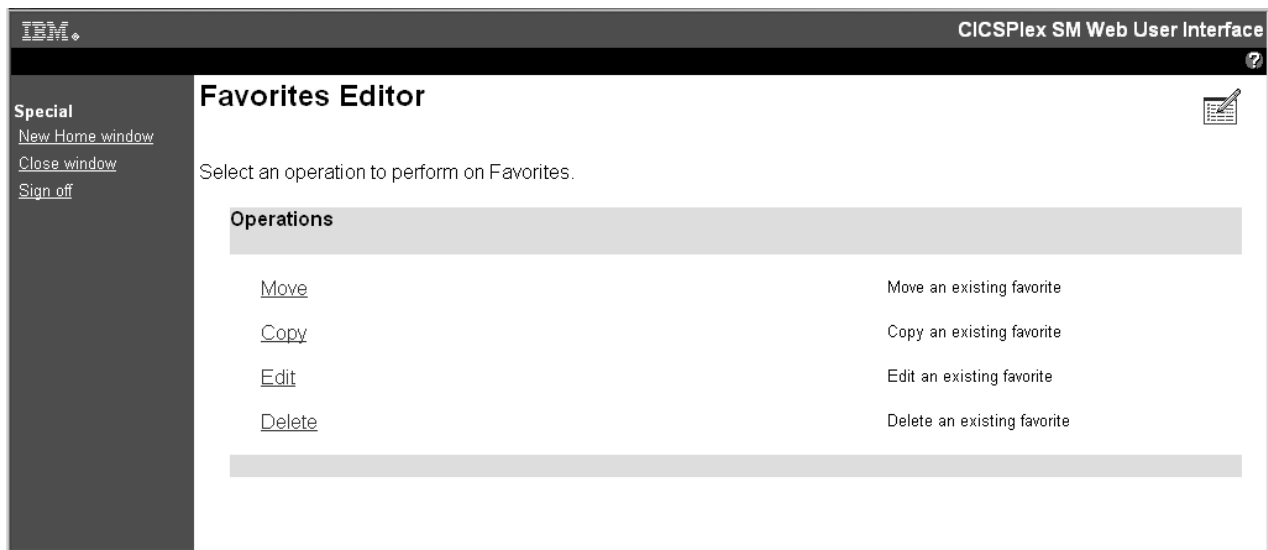 IBM.
CICSPlex SM Web User Interface
?
Special
New Home window
Close window
Sign off
Favorites Editor
Select an operation to perform on Favorites.
Operations
Move Move an existing favorite
Copy Copy an existing favorite
Edit Edit an existing favorite
Delete Delete an existing favorite